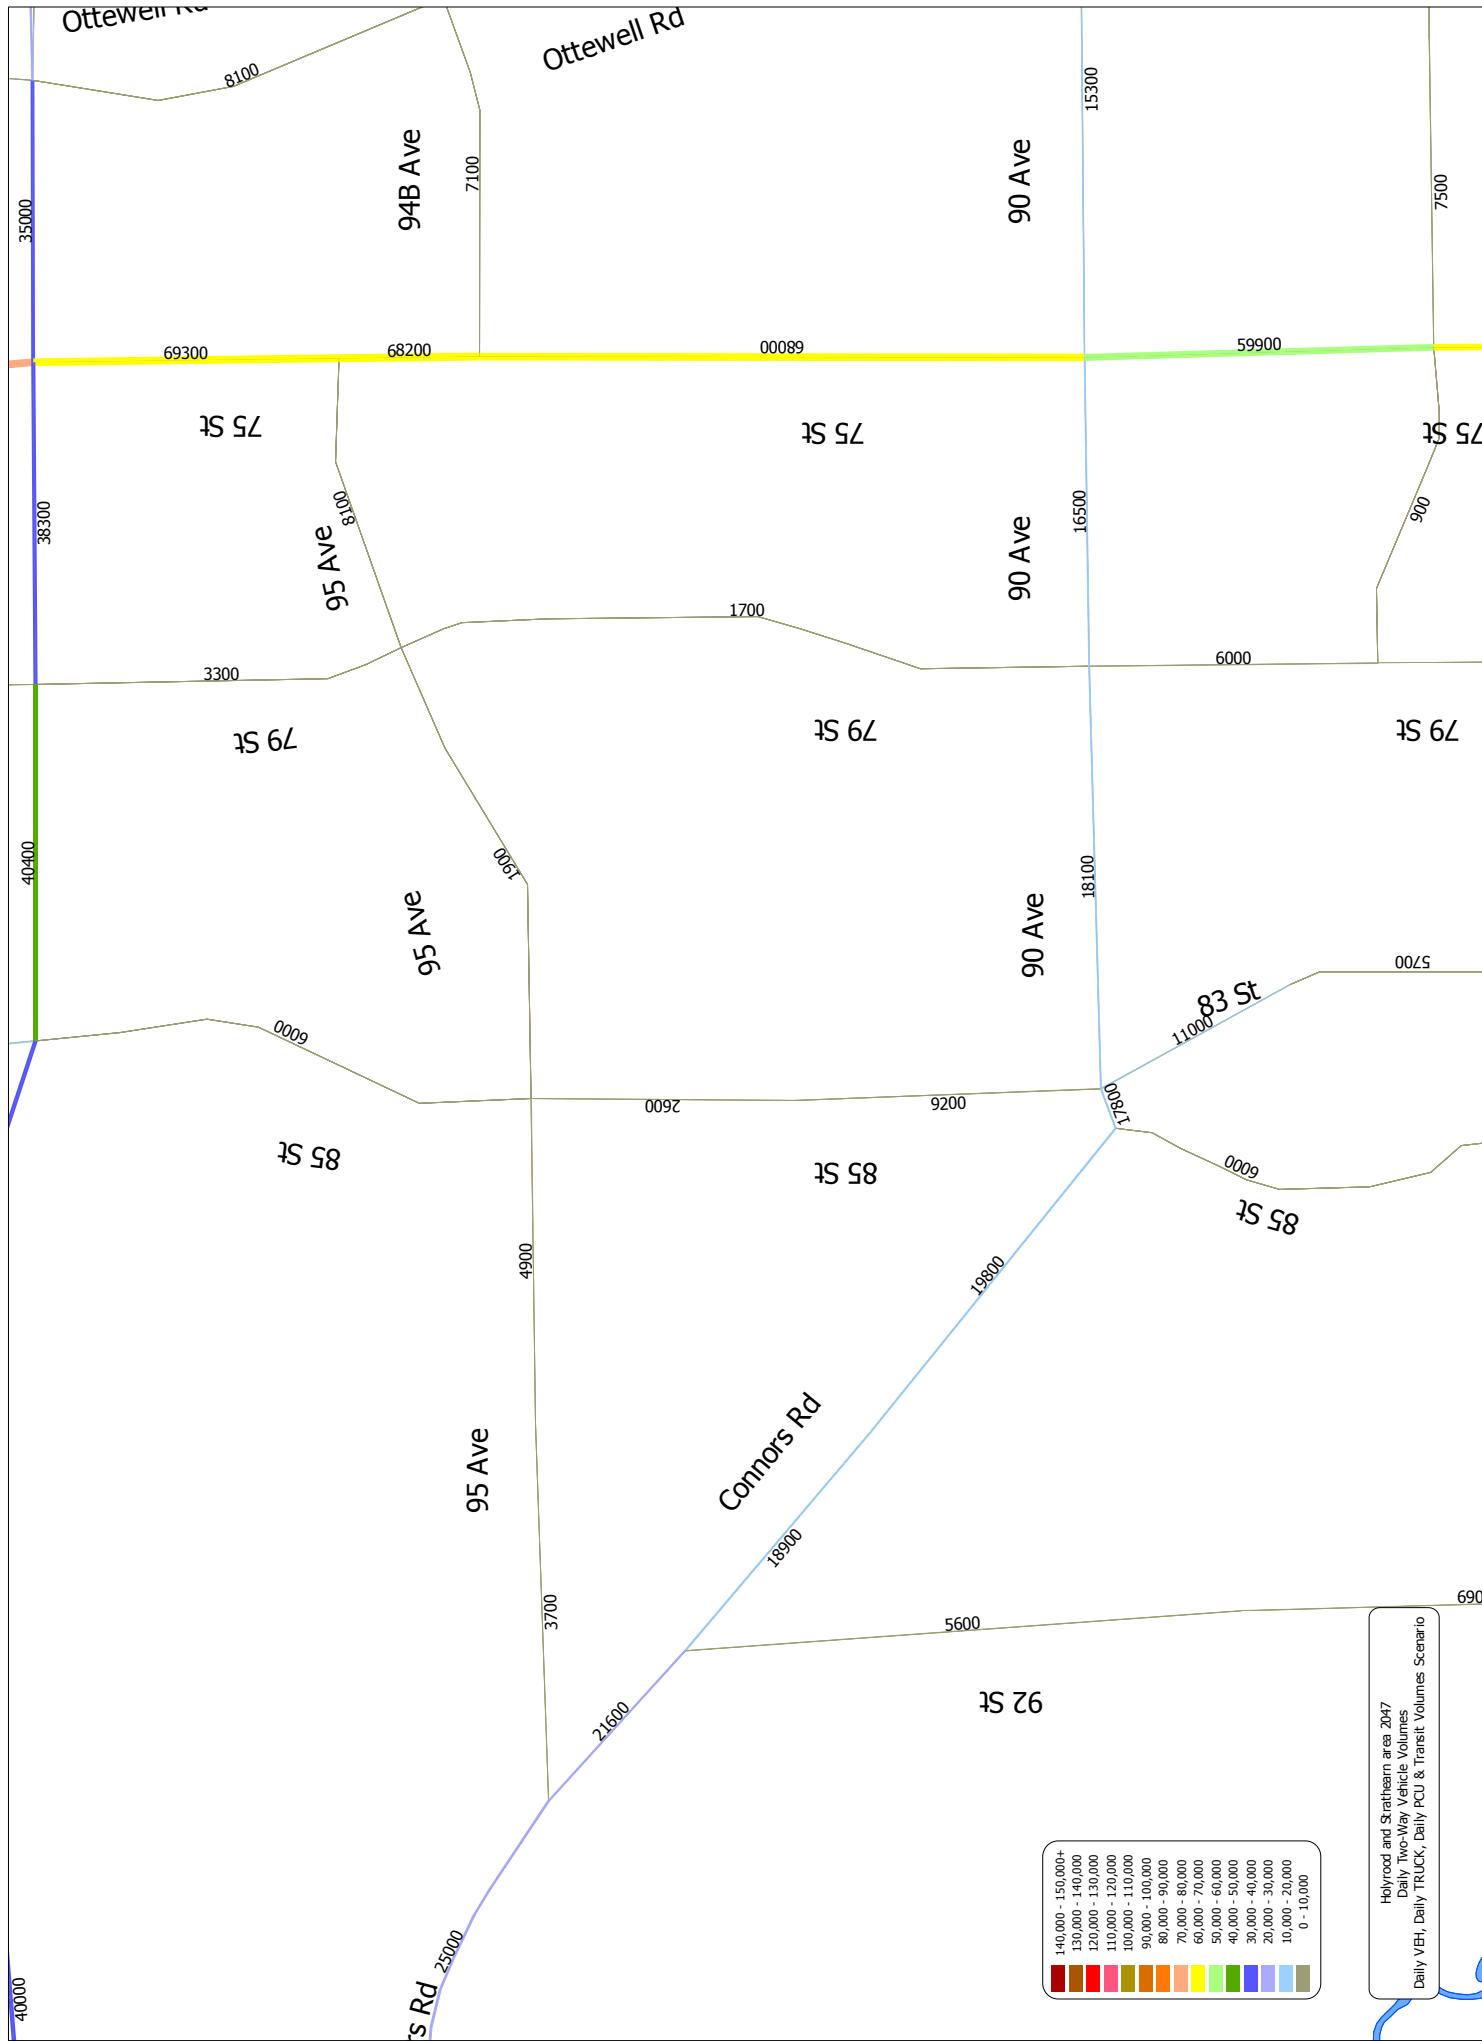 Ottewell Rd
Ottewell Rd
8100
15300
94B Ave
7100
90 Ave
7500
35000
69300
68200
68000
59900
75 St
75 St
75 St
38300
8100
95 Ave
16500
90 Ave
900
1700
3300
6000
79 St
79 St
79 St
40400
1900
95 Ave
18100
90 Ave
5700
83 St
11000
6000
2600
9200
17800
85 St
85 St
6000
85 St
4900
19800
Connors Rd
95 Ave
18900
3700
5600
690
92 St
21600
25000
rs Rd
40000
140,000 - 150,000+
130,000 - 140,000
120,000 - 130,000
110,000 - 120,000
100,000 - 110,000
90,000 - 100,000
80,000 - 90,000
70,000 - 80,000
60,000 - 70,000
50,000 - 60,000
40,000 - 50,000
30,000 - 40,000
20,000 - 30,000
10,000 - 20,000
0 - 10,000
Holyrood and Strathearn area 2047
Daily Two-Way Vehicle Volumes
Daily VEH, Daily TRUCK, Daily PCU & Transit Volumes Scenario